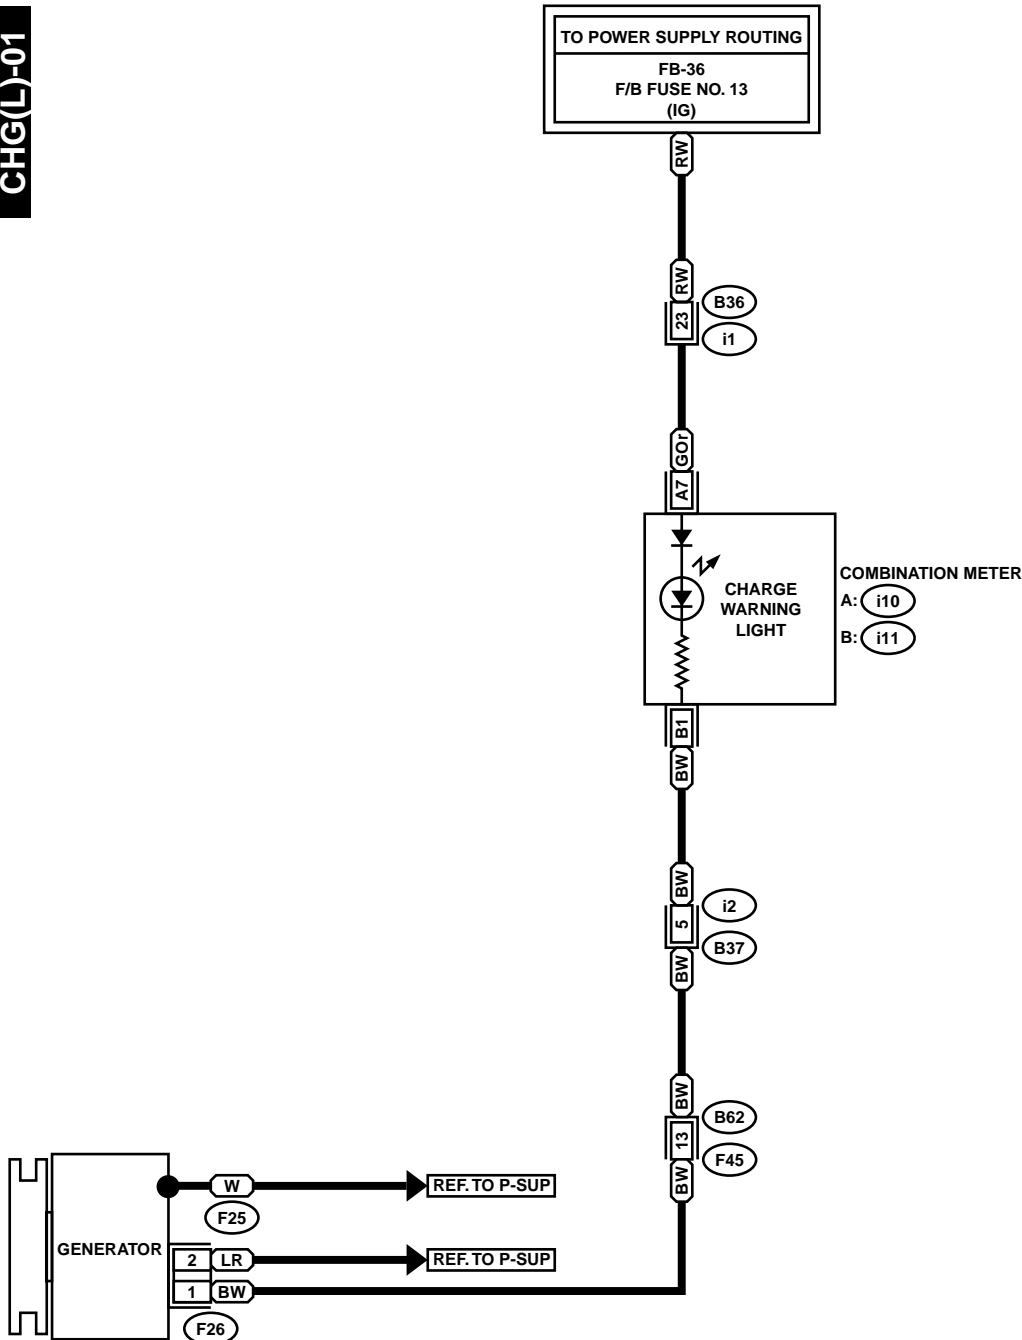 CHG(L)-01
TO POWER SUPPLY ROUTING
FB-36
F/B FUSE NO. 13
(IG)
RW
RW
B36
23
i1
GOr
A7
CHARGE
WARNING
LIGHT
COMBINATION METER
A: i10
B: i11
B1
BW
BW
i2
5
B37
BW
BW
B62
13
F45
BW
W
REF. TO P-SUP
F25
GENERATOR
2 LR
REF. TO P-SUP
1 BW
F26